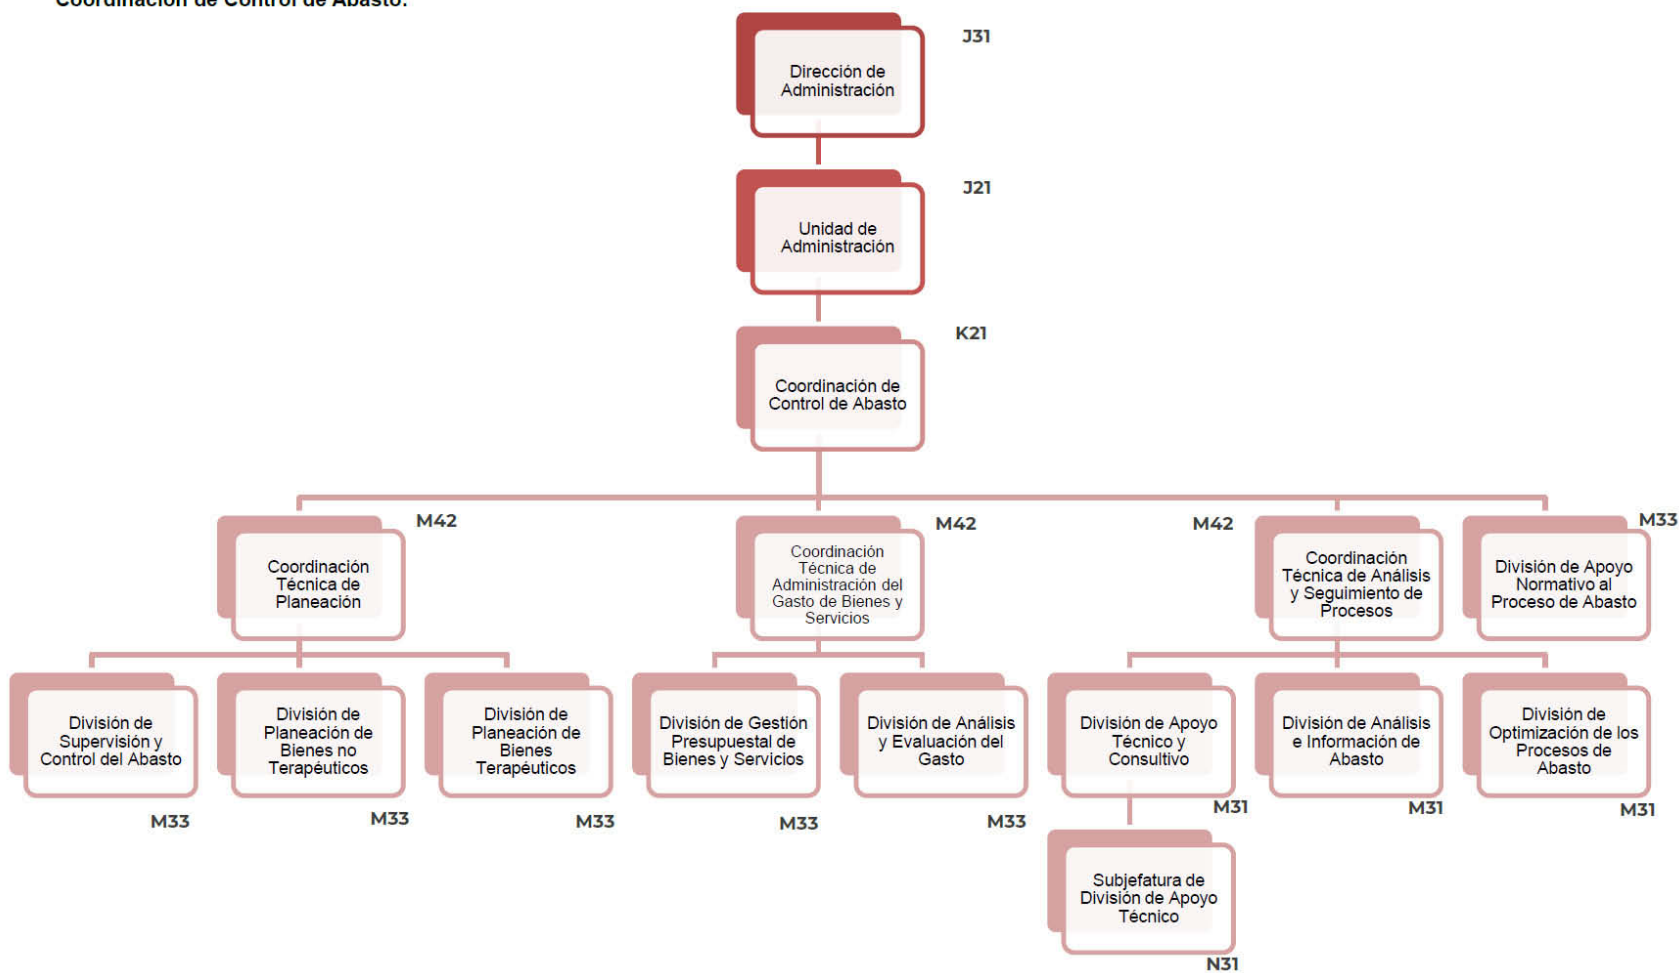 Coordinación de Control de Abasto.
J31
Dirección de
Administración
J21
Unidad de
Administración
K21
Coordinación de
Control de Abasto
M42
Coordinación
Técnica de
Planeación
M42
Coordinación
Técnica de
Administración del
Gasto de Bienes y
Servicios
M42
Coordinación
Técnica de Análisis
y Seguimiento de
Procesos
M33
División de Apoyo
Normativo al
Proceso de Abasto
División de
Supervisión y
Control del Abasto
M33
División de
Planeación de
Bienes no
Terapéuticos
M33
División de
Planeación de
Bienes
Terapéuticos
M33
División de Gestión
Presupuestal de
Bienes y Servicios
M33
División de Análisis
y Evaluación del
Gasto
M33
División de Apoyo
Técnico y
Consultivo
M31
División de Análisis
e Información de
Abasto
M31
División de
Optimización de los
Procesos de
Abasto
M31
Subjefatura de
División de Apoyo
Técnico
N31